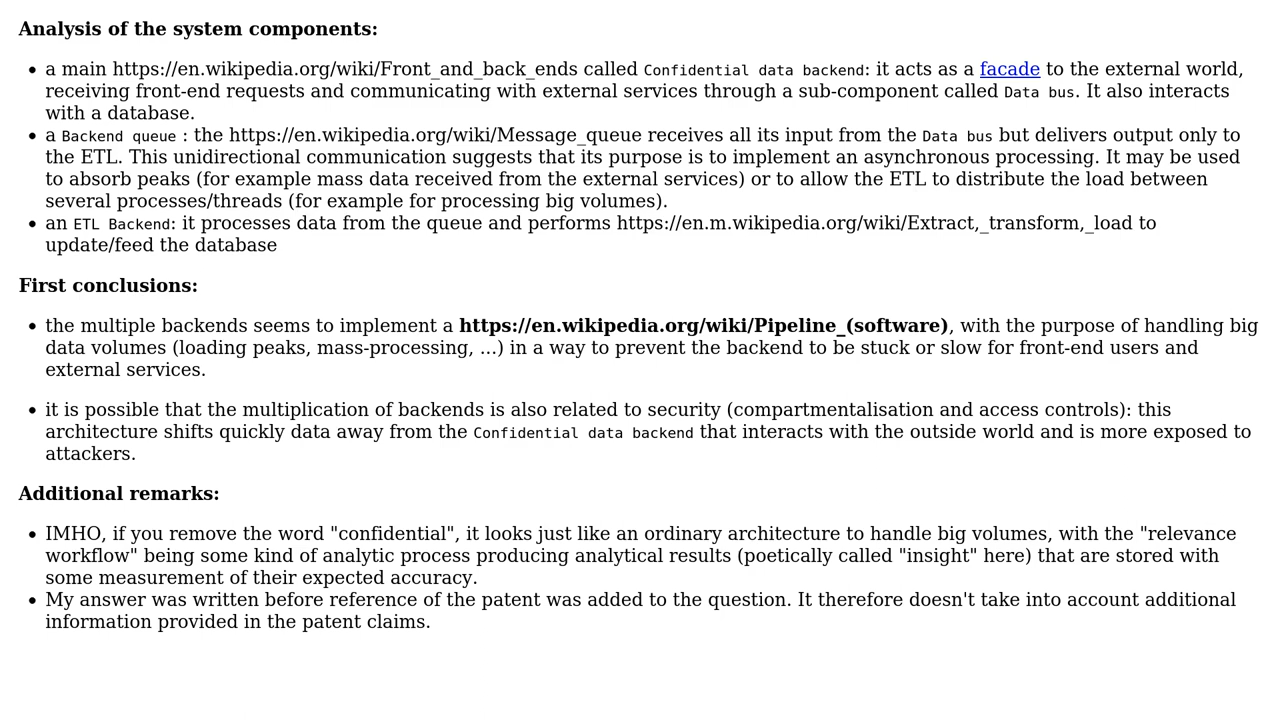 Analysis of the system components:
• a main https://en.wikipedia.org/wiki/Front_and_back_ends called Confidential data backend: it acts as a facade to the external world,
receiving front-end requests and communicating with external services through a sub-component called Data bus. It also interacts
with a database.
• a Backend queue : the https://en.wikipedia.org/wiki/Message_queue receives all its input from the Data bus but delivers output only to
the ETL. This unidirectional communication suggests that its purpose is to implement an asynchronous processing. It may be used
to absorb peaks (for example mass data received from the external services) or to allow the ETL to distribute the load between
several processes/threads (for example for processing big volumes).
• an ETL Backend: it processes data from the queue and performs https://en.m.wikipedia.org/wiki/Extract,_transform,_load to
update/feed the database
First conclusions:
• the multiple backends seems to implement a https://en.wikipedia.org/wiki/Pipeline_(software), with the purpose of handling big
data volumes (loading peaks, mass-processing, ...) in a way to prevent the backend to be stuck or slow for front-end users and
external services.
• it is possible that the multiplication of backends is also related to security (compartmentalisation and access controls): this
architecture shifts quickly data away from the Confidential data backend that interacts with the outside world and is more exposed to
attackers.
Additional remarks:
• IMHO, if you remove the word "confidential", it looks just like an ordinary architecture to handle big volumes, with the "relevance
workflow" being some kind of analytic process producing analytical results (poetically called "insight" here) that are stored with
some measurement of their expected accuracy.
• My answer was written before reference of the patent was added to the question. It therefore doesn't take into account additional
information provided in the patent claims.